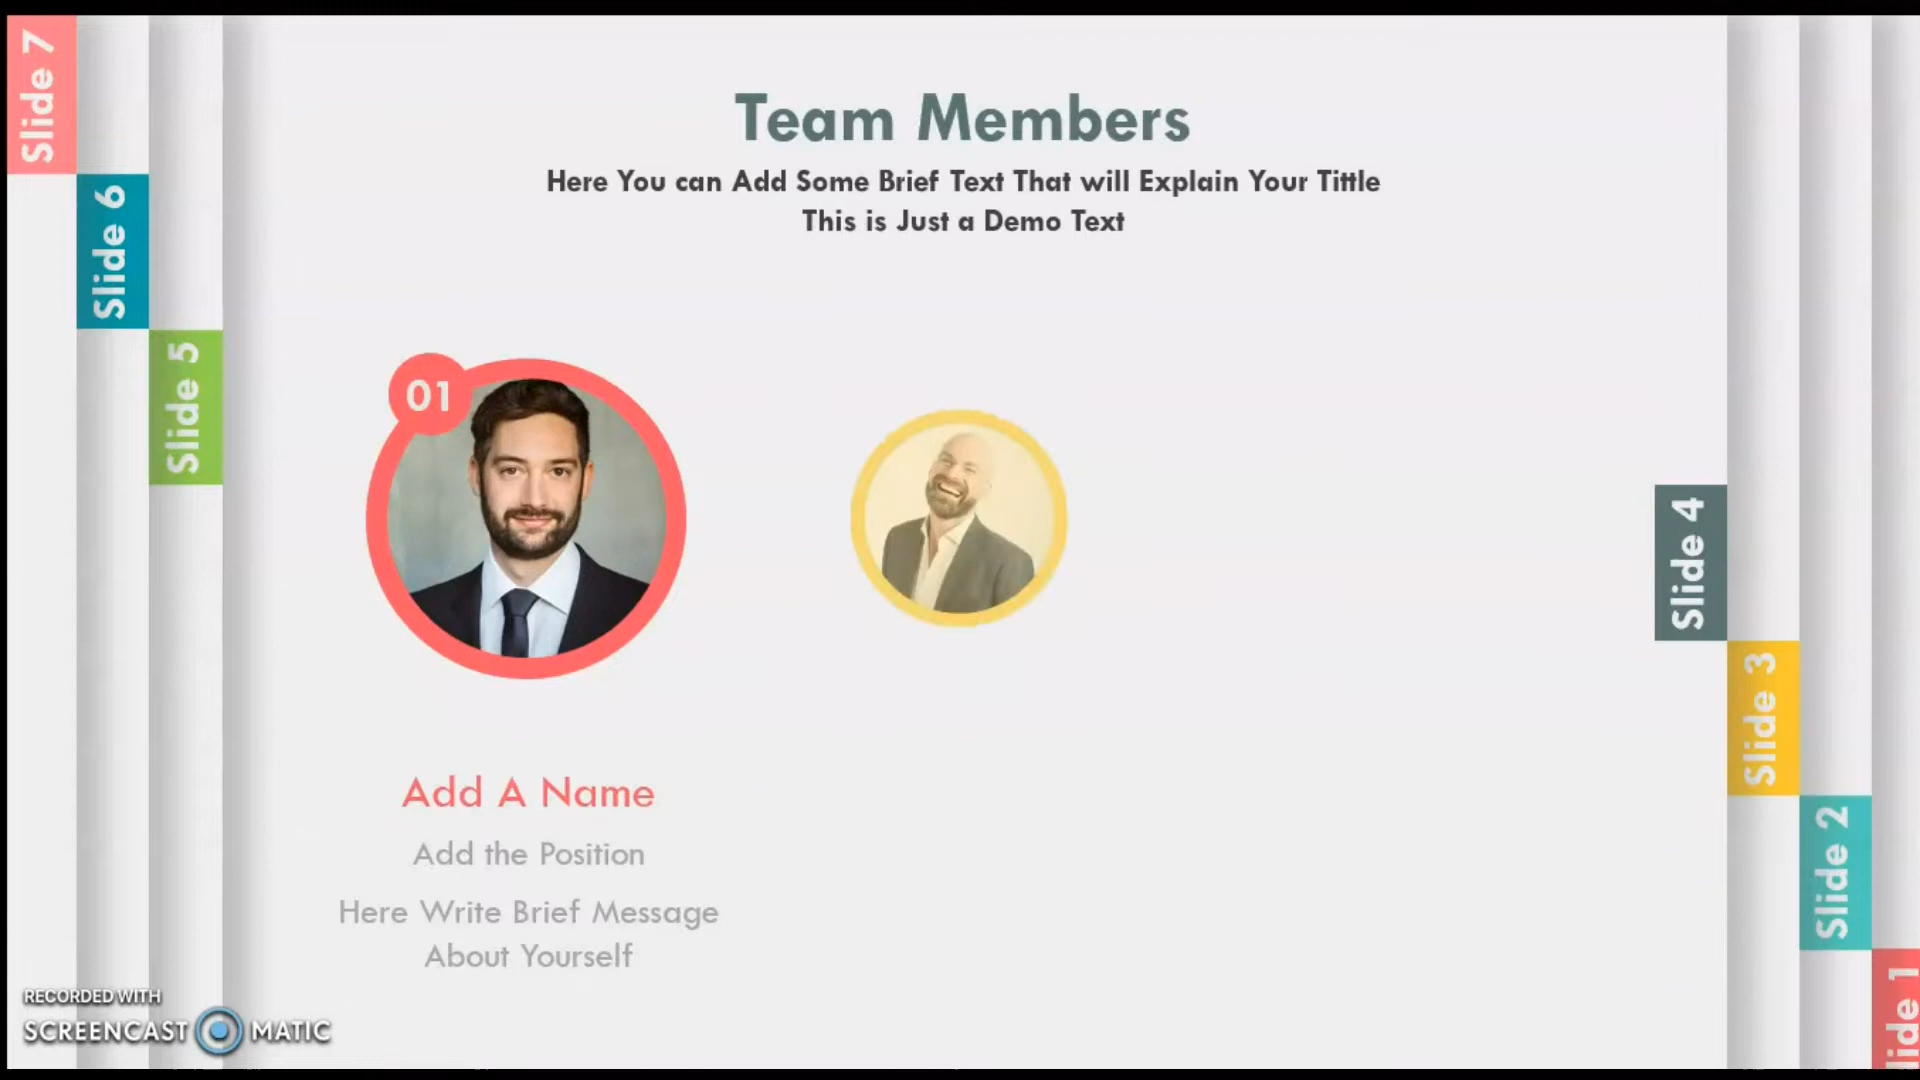 Slide 7
Slide 6
Slide 5
Team Members
Here You can Add Some Brief Text That will Explain Your Tittle
This is Just a Demo Text
01
Add A Name
Add the Position
Here Write Brief Message
About Yourself
Slide 4
Slide 3
Slide 2
lide 1
RECORDED WITH
SCREENCAST MATIC